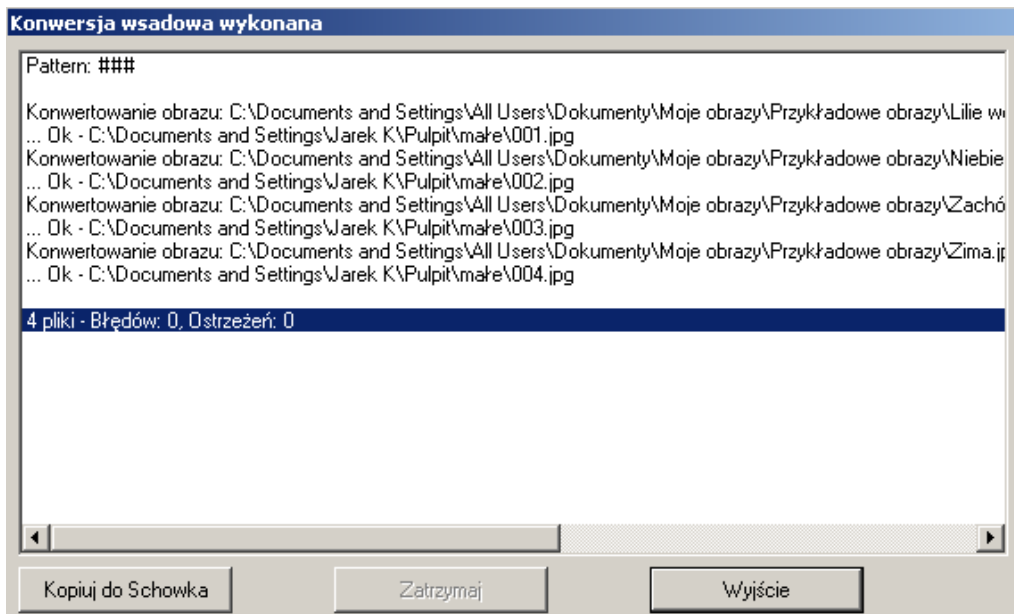 Konwersja wsadowa wykonana
Pattern: ###
Konwertowanie obrazu: C:\Documents and Settings\All Users\Dokumenty\Moje obrazy\Przykładowe obrazy\Lilie
... Ok - C:\Documents and Settings\Jarek K\Pulpit\małe\001.jpg
Konwertowanie obrazu: C:\Documents and Settings\All Users\Dokumenty\Moje obrazy\Przykładowe obrazy\Niebie
... Ok - C:\Documents and Settings\Jarek K\Pulpit\małe\002.jpg
Konwertowanie obrazu: C:\Documents and Settings\All Users\Dokumenty\Moje obrazy\Przykładowe obrazy\Zachó
... Ok - C:\Documents and Settings\Jarek K\Pulpit\małe\003.jpg
Konwertowanie obrazu: C:\Documents and Settings\All Users\Dokumenty\Moje obrazy\Przykładowe obrazy\Zima.j
... Ok - C:\Documents and Settings\Jarek K\Pulpit\małe\004.jpg
4 pliki - Błędów: 0, Ostrzeżeń: 0
Kopiuj do Schowka
Zatrzymaj
Wyjście